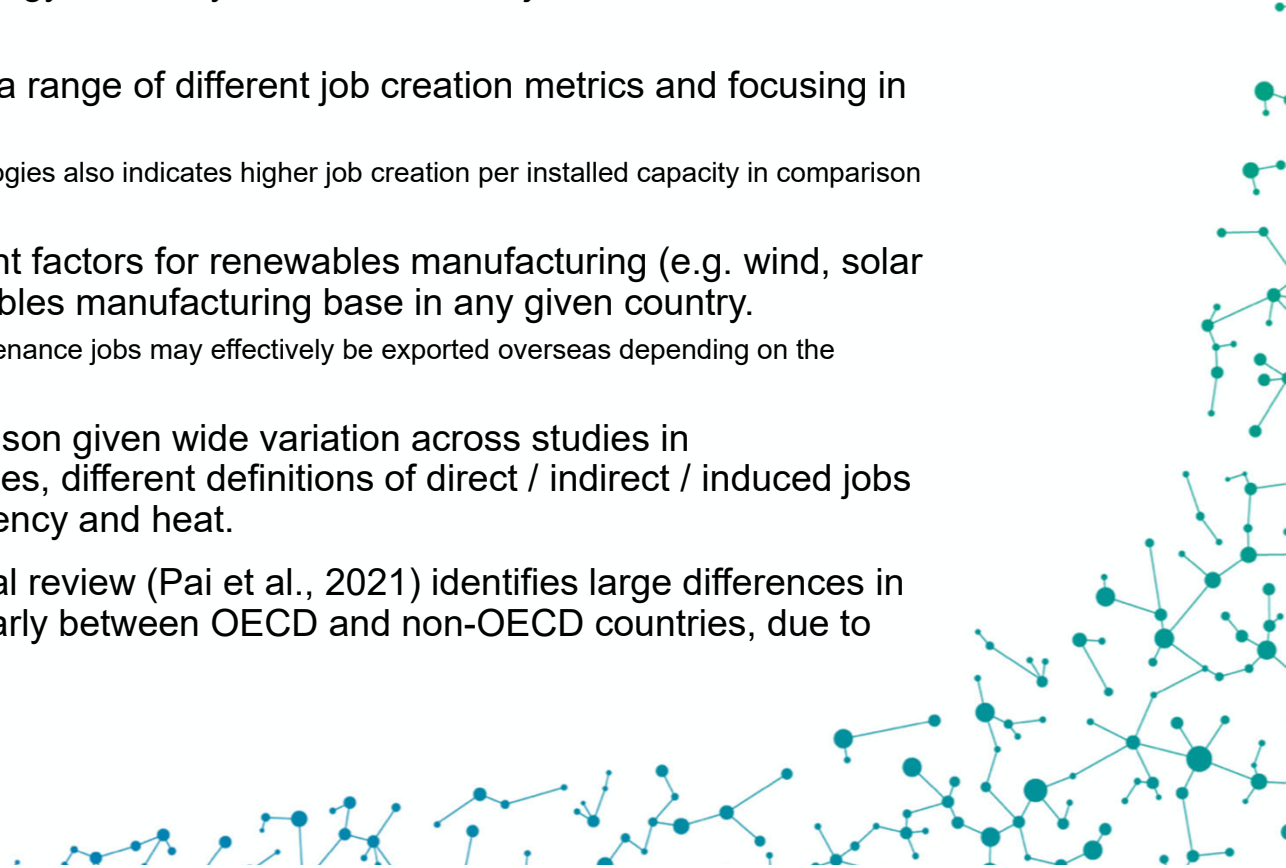 a range of different job creation metrics and focusing in
ogies also indicates higher job creation per installed capacity in comparison
nt factors for renewables manufacturing (e.g. wind, solar
bles manufacturing base in any given country.
enance jobs may effectively be exported overseas depending on the
son given wide variation across studies in
es, different definitions of direct / indirect / induced jobs
ency and heat.
al review (Pai et al., 2021) identifies large differences in
arly between OECD and non-OECD countries, due to